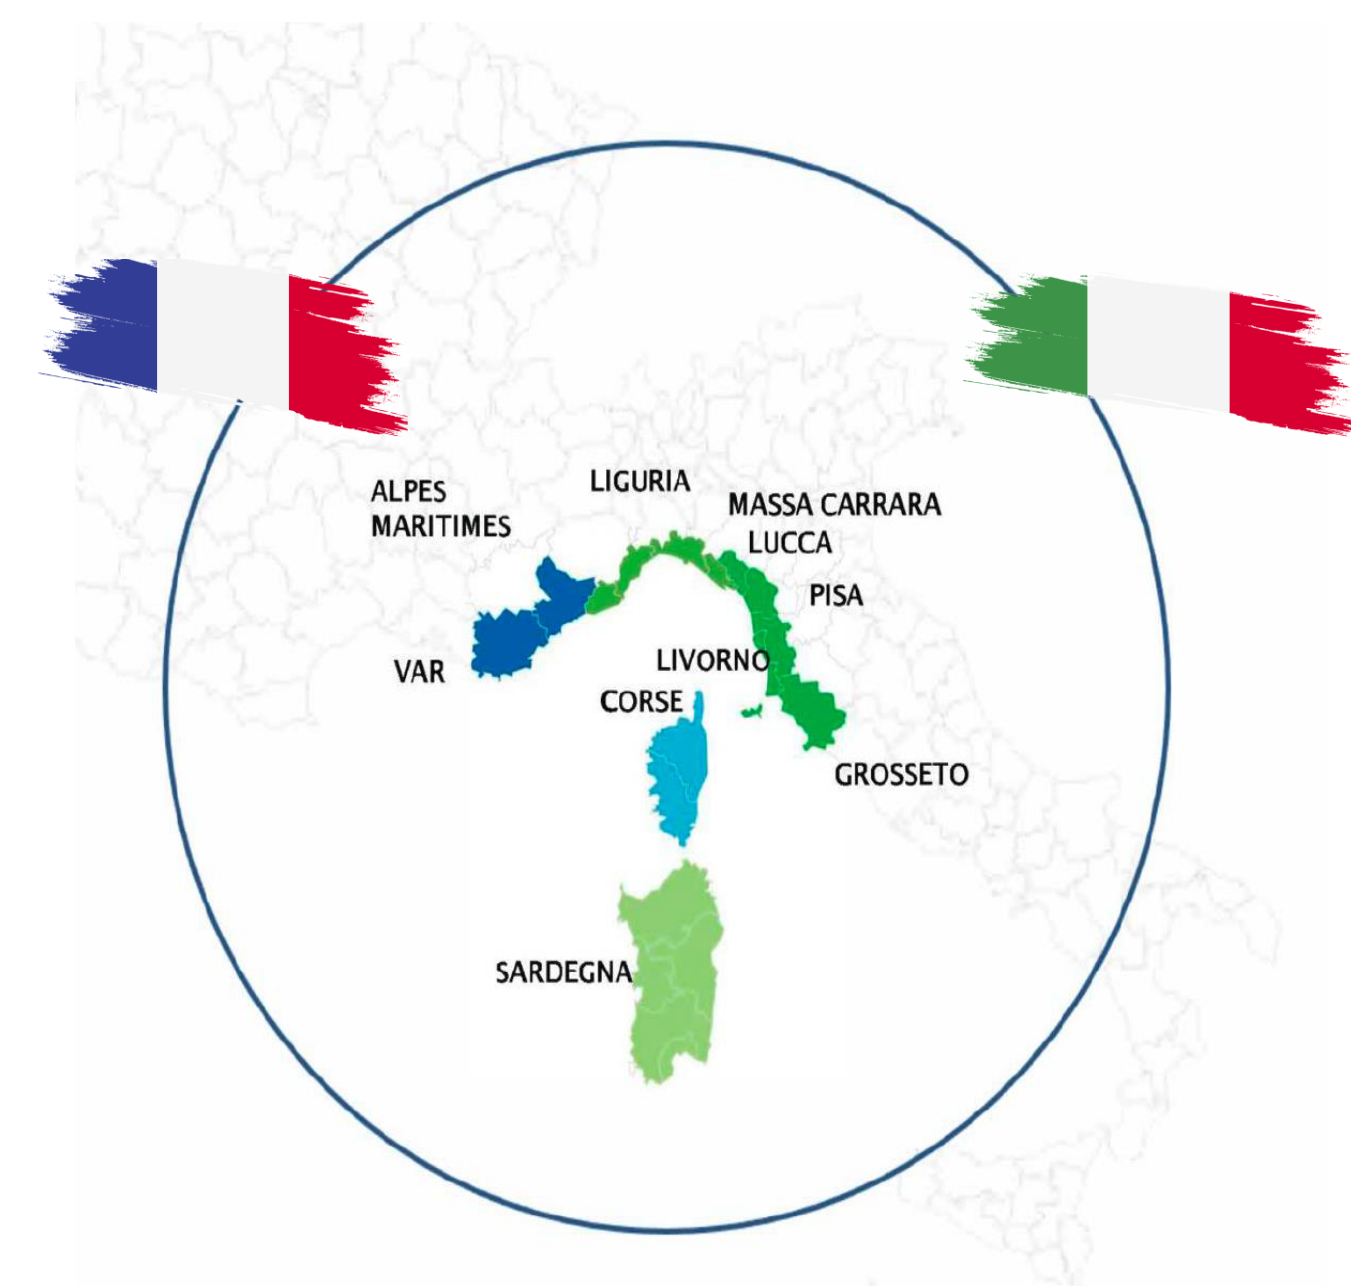 LIGURIA
ALPES
MARITIMES
MASSA CARRARA
LUCCA
PISA
LIVORNO
VAR
CORSE
GROSSETO
SARDEGNA